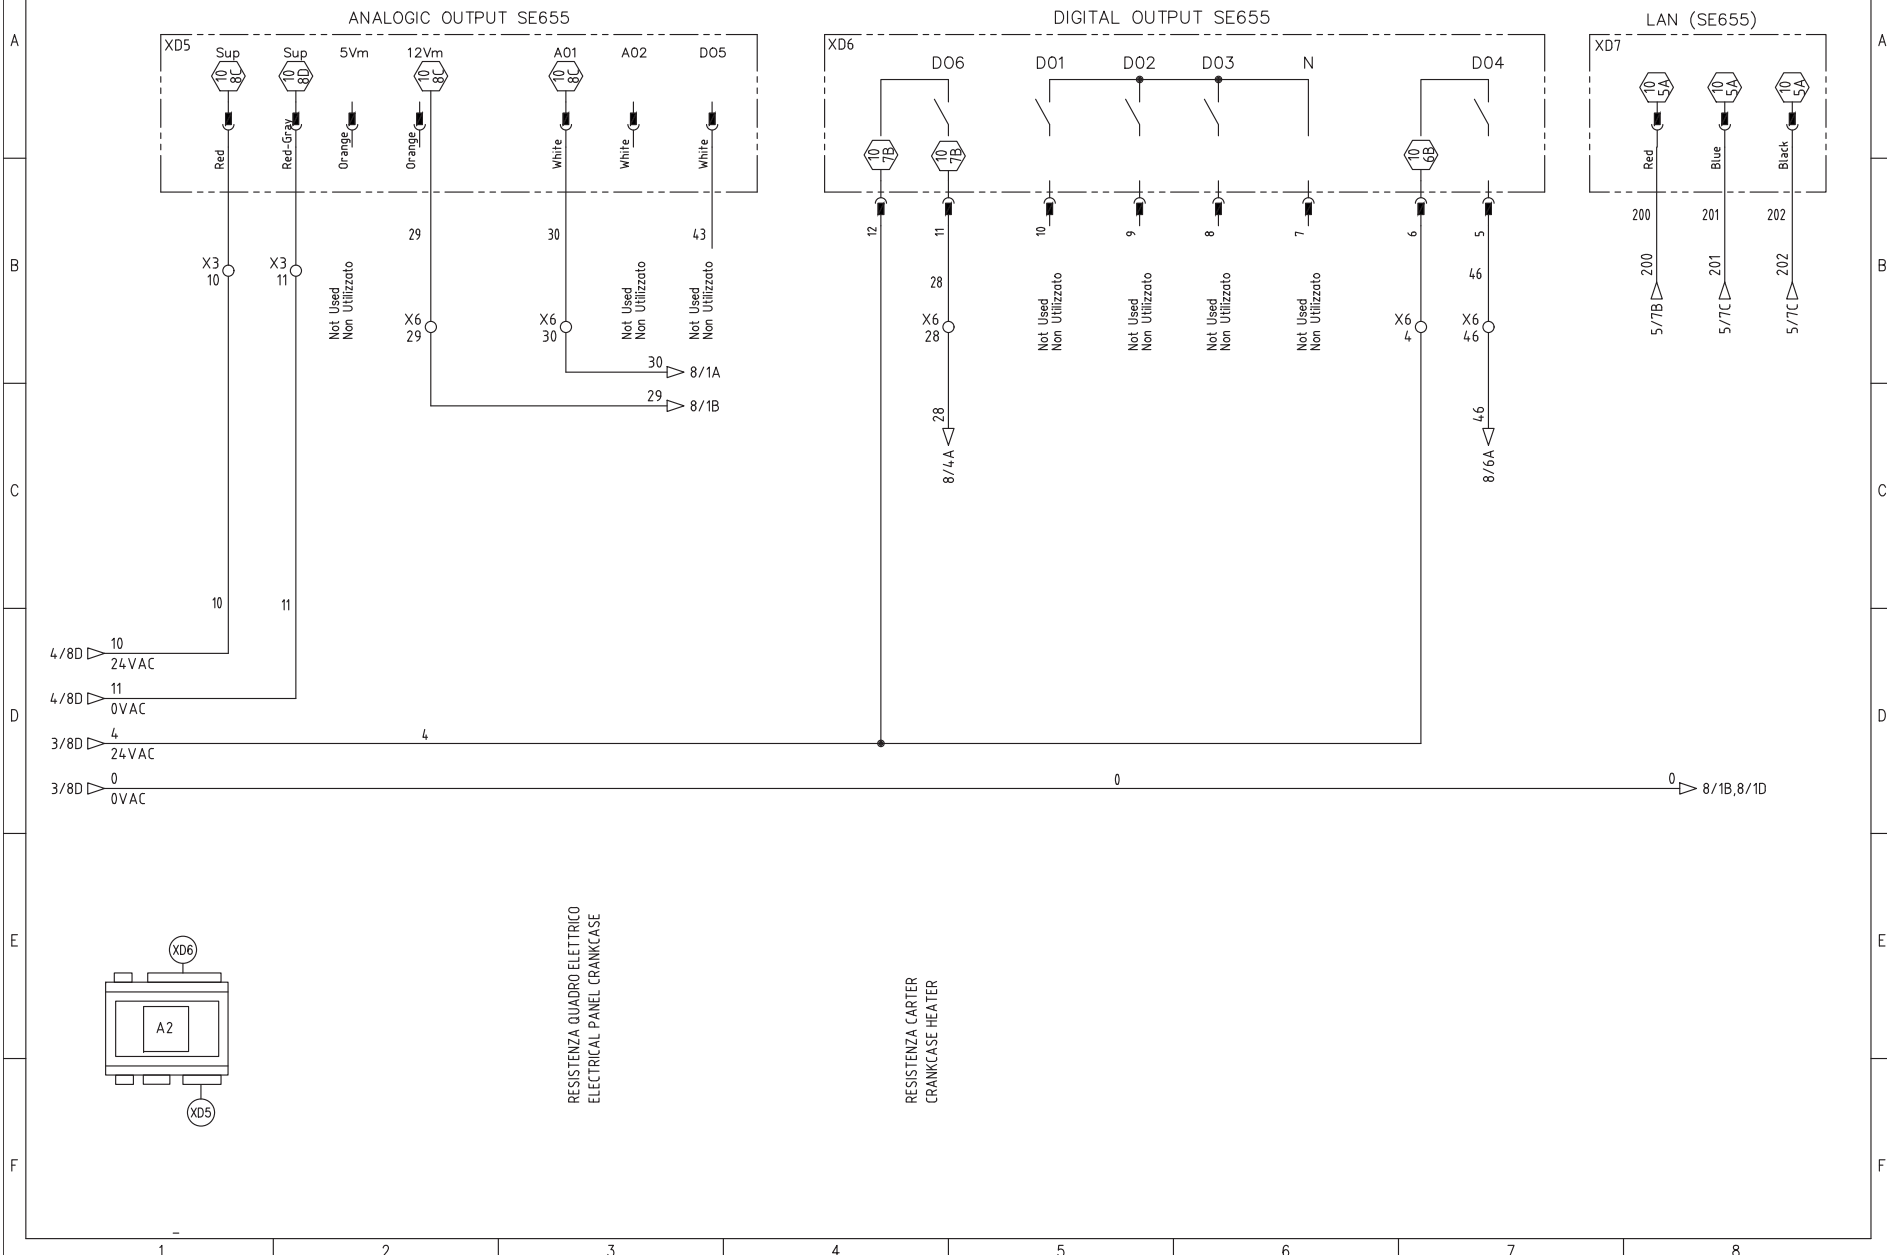 ANALOGIC OUTPUT SE655
DIGITAL OUTPUT SE655
LAN (SE655)
A
A
XD5
Sup
Sup
5Vm
12Vm
A01
A02
D05
10
8C
10
8D
10
8C
10
8C
Red
Red-Gray
Orange
Orange
White
White
White
XD6
D06
D01
D02
D03
N
D04
10
7B
10
7B
10
6B
XD7
10
5A
10
5A
10
5A
Red
Blue
Black
12
11
10
9
8
7
6
5
200
201
202
29
30
43
B
B
X3
10
X3
11
Not Used
Non Utilizzato
X6
29
X6
30
Not Used
Non Utilizzato
Not Used
Non Utilizzato
28
X6
28
Not Used
Non Utilizzato
Not Used
Non Utilizzato
Not Used
Non Utilizzato
Not Used
Non Utilizzato
X6
4
46
X6
46
200
201
202
5/7B
5/7C
5/7C
30
8/1A
29
8/1B
28
8/4A
46
8/6A
C
C
10
11
4/8D
10
24VAC
4/8D
11
0VAC
D
D
3/8D
4
24VAC
4
3/8D
0
0VAC
0
0
8/1B,8/1D
E
E
XD6
A2
XD5
RESISTENZA QUADRO ELETTRICO
ELECTRICAL PANEL CRANKCASE
RESISTENZA CARTER
CRANKCASE HEATER
F
F
1
2
3
4
5
6
7
8